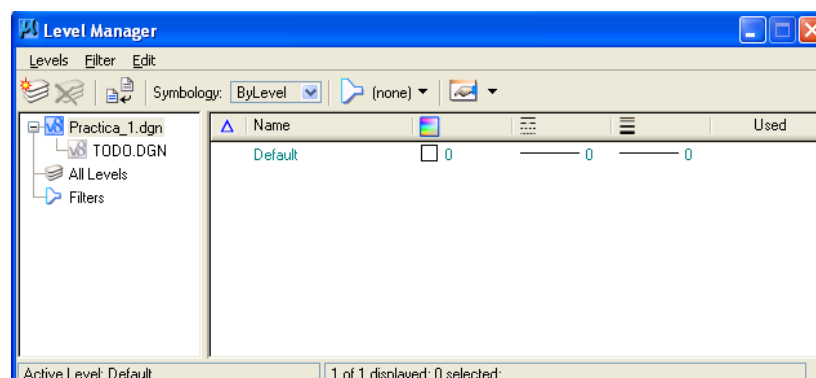 Level Manager
Levels Filter Edit
Symbology: ByLevel (none)
Practica_1.dgn
TODO.DGN
All Levels
Filters
Name Used
Default 0 0 0
Active Level: Default 1 of 1 displayed; 0 selected;